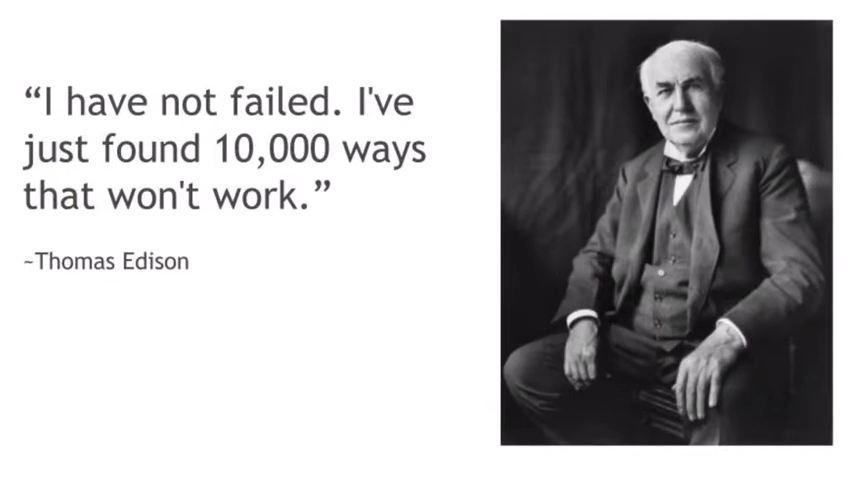 “I have not failed. I've
just found 10,000 ways
that won't work.”
~Thomas Edison